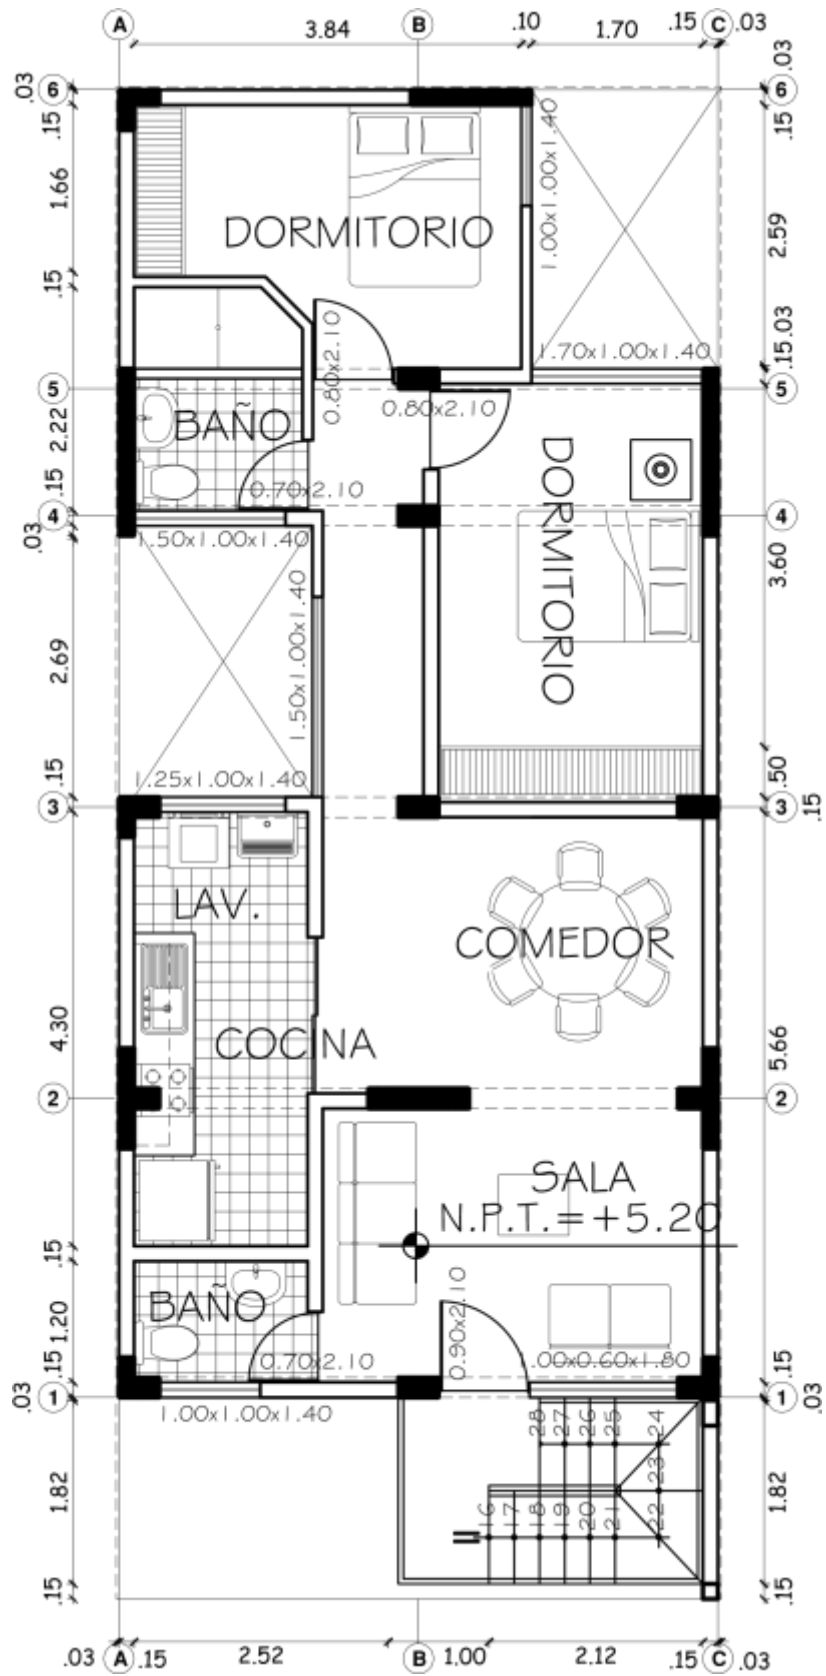 A B C
3.84 .10 1.70 .15 .03
.03 6 6 .03
.15 .15
1.66 DORMITORIO 1.00x1.00x1.40 2.59
.15 .15 .03
0.80x2.10 1.70x1.00x1.40
5 0.80x2.10 5
2.22 BAÑO DORMITORIO
.15 0.70x2.10
.03 4 4
1.50x1.00x1.40 3.60
2.69 1.50x1.00x1.40
.15 1.25x1.00x1.40 .50
3 3 .15
LAV.
COMEDOR
4.30 COCINA 5.66
2 2
SALA
N.P.T.=+5.20
.15
1.20 BAÑO 0.90x2.10
.15 0.70x2.10 1.00x0.60x1.80 .15
.03 1 1 .03
1.00x1.00x1.40
28 27 26 25 24
1.82 23 1.82
16 17 18 19 20 21 22
.15 .15
.03 A .15 2.52 B 1.00 2.12 .15 C .03